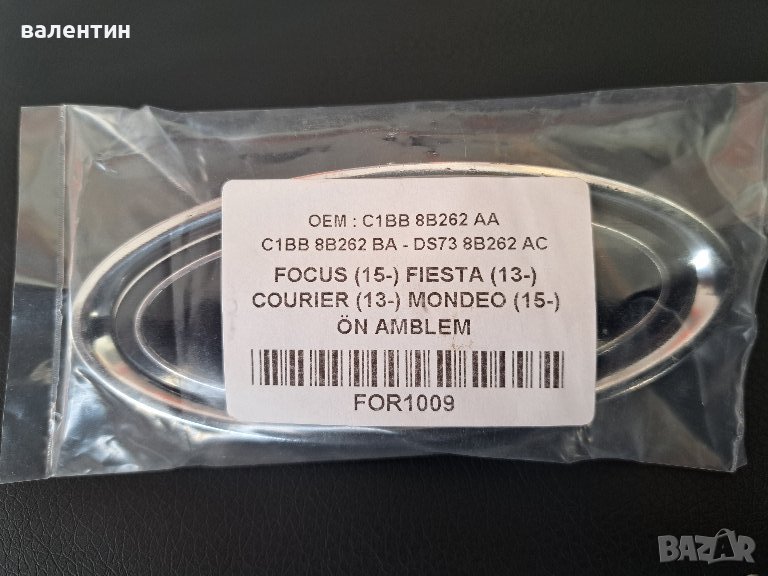 валентин
OEM : C1BB 8B262 AA
C1BB 8B262 BA - DS73 8B262 AC
FOCUS (15-) FIESTA (13-)
COURIER (13-) MONDEO (15-)
ÖN AMBLEM
FOR1009
BAZAR